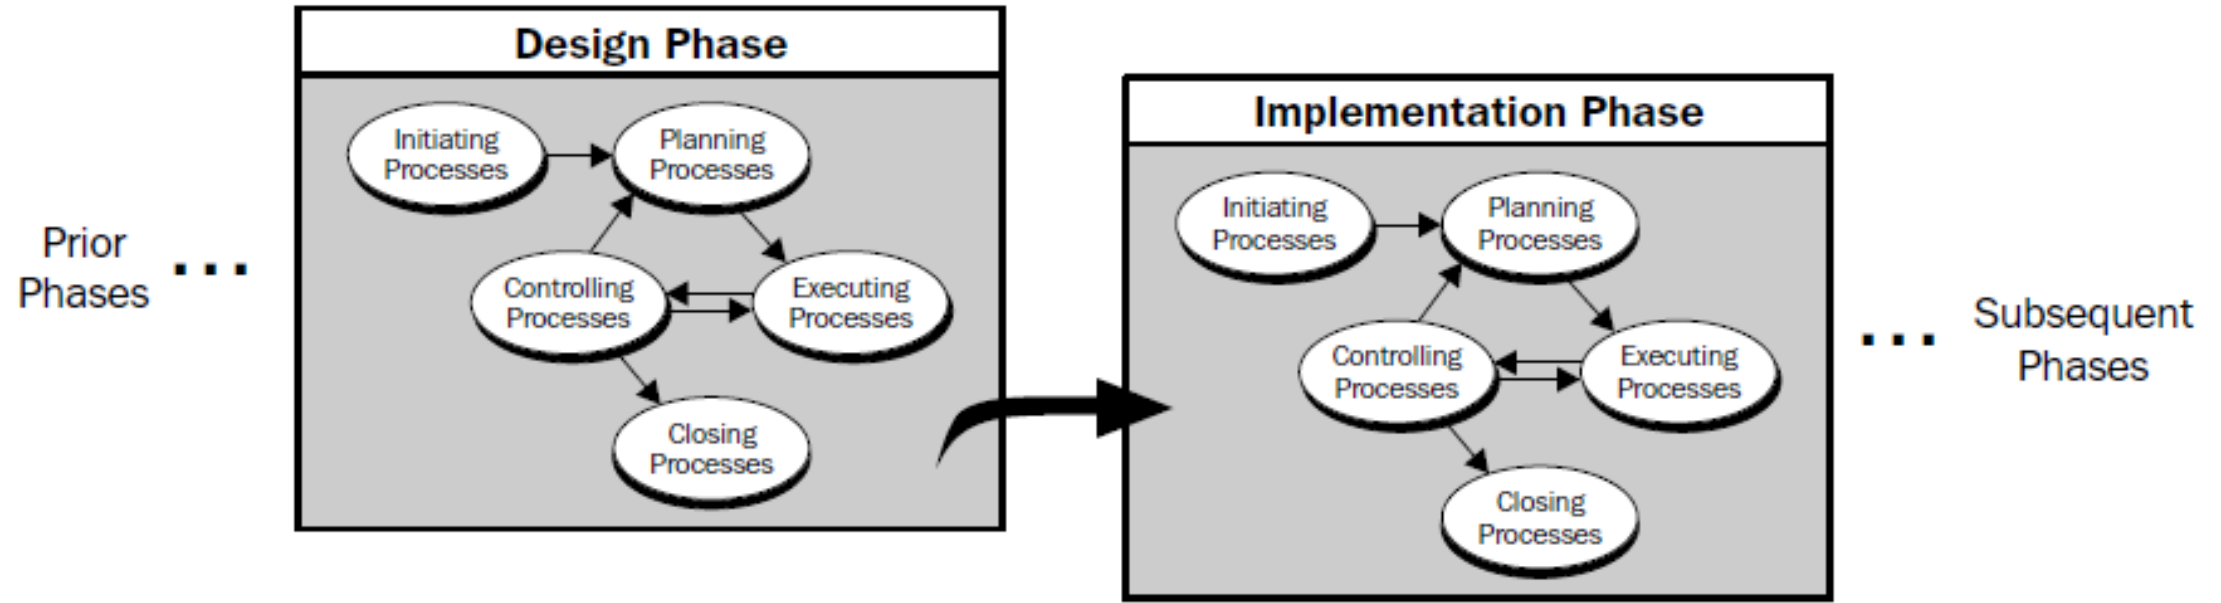 Prior
Phases
...
Design Phase
Initiating
Processes
Planning
Processes
Controlling
Processes
Executing
Processes
Closing
Processes
Implementation Phase
Initiating
Processes
Planning
Processes
Controlling
Processes
Executing
Processes
Closing
Processes
...
Subsequent
Phases